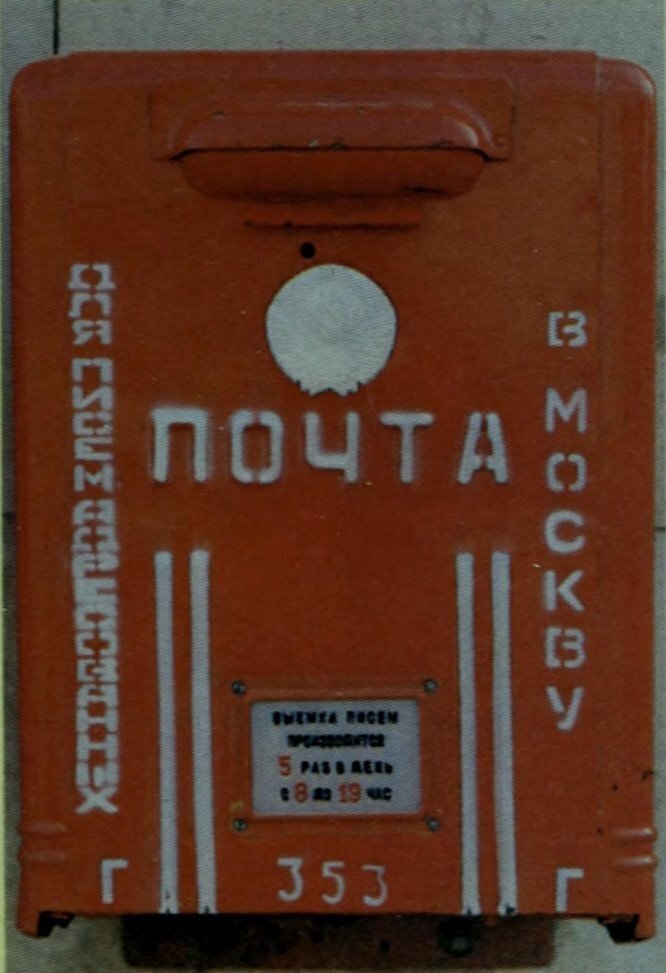 ДЛЯ ПИСЕМ
В МОСКВУ
ПОЧТА
ВЫЕМКА ПИСЕМ
ПРОИЗВОДИТСЯ
5 РАЗ В ДЕНЬ
С 8 ДО 19 ЧАС
Г 353 Г